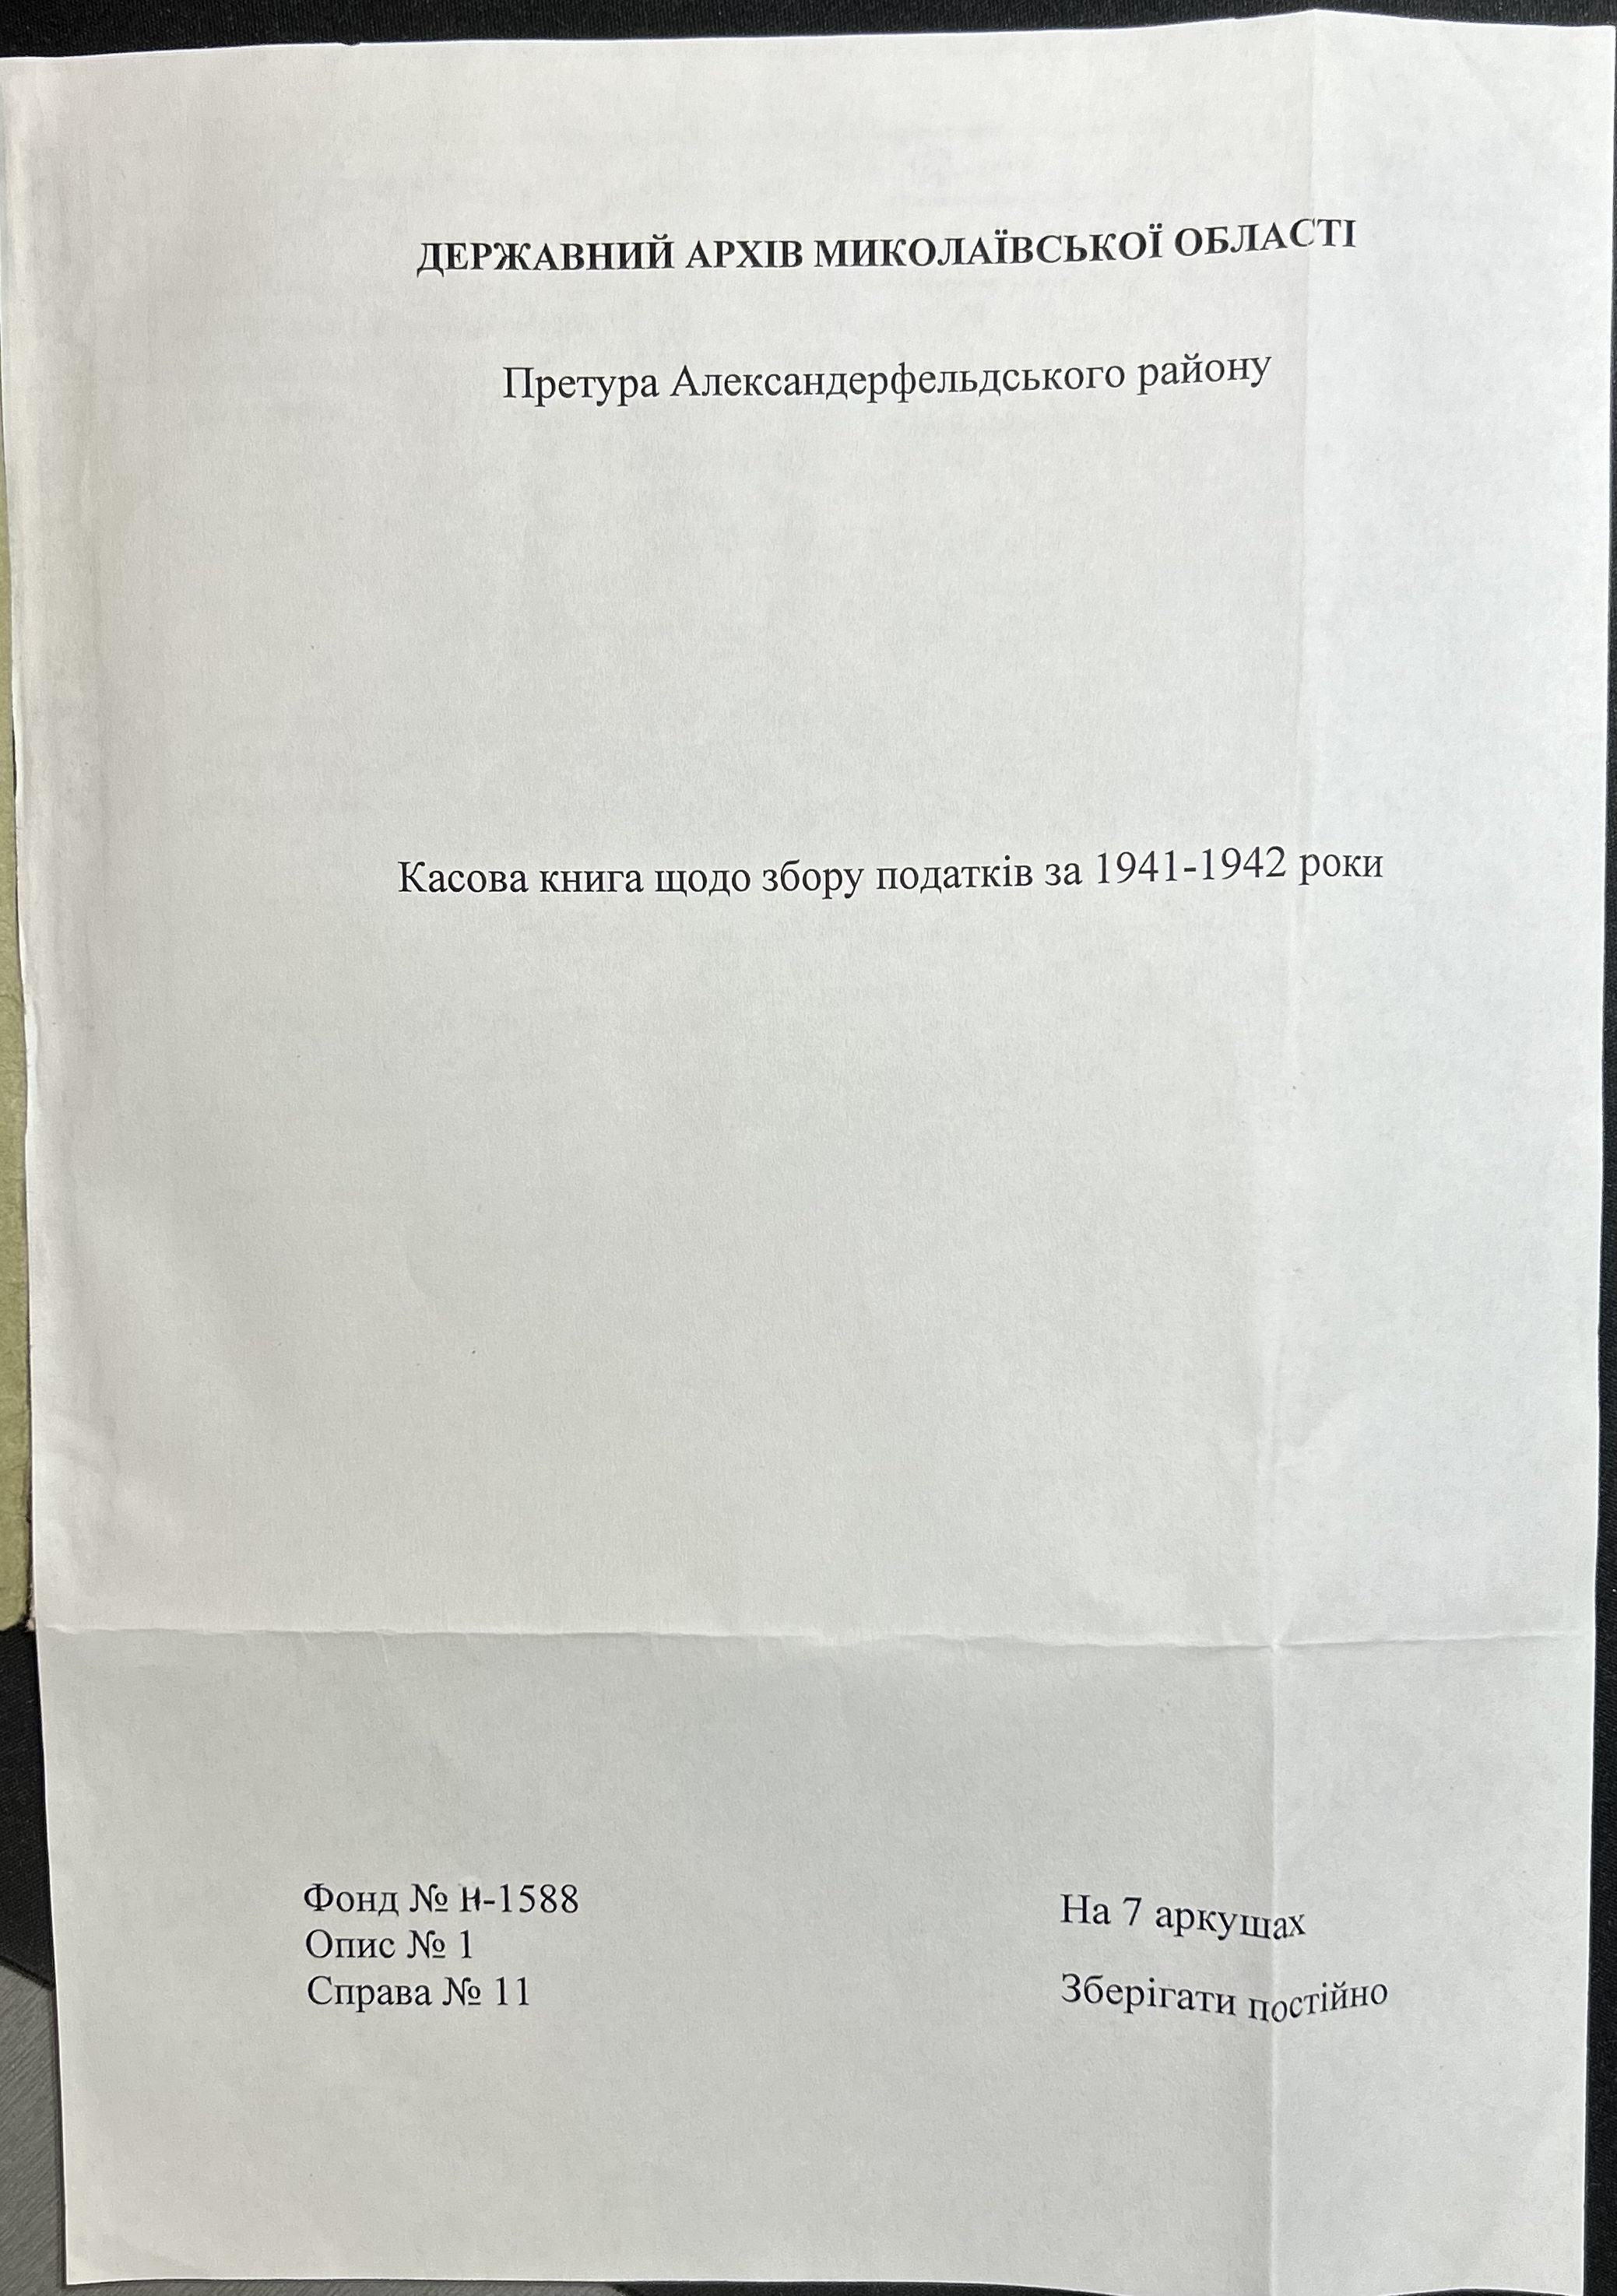 ДЕРЖАВНИЙ АРХІВ МИКОЛАЇВСЬКОЇ ОБЛАСТІ
Претура Александерфельдського району
Касова книга щодо збору податків за 1941-1942 роки
Фонд № Н-1588
Опис № 1
Справа № 11
На 7 аркушах
Зберігати постійно